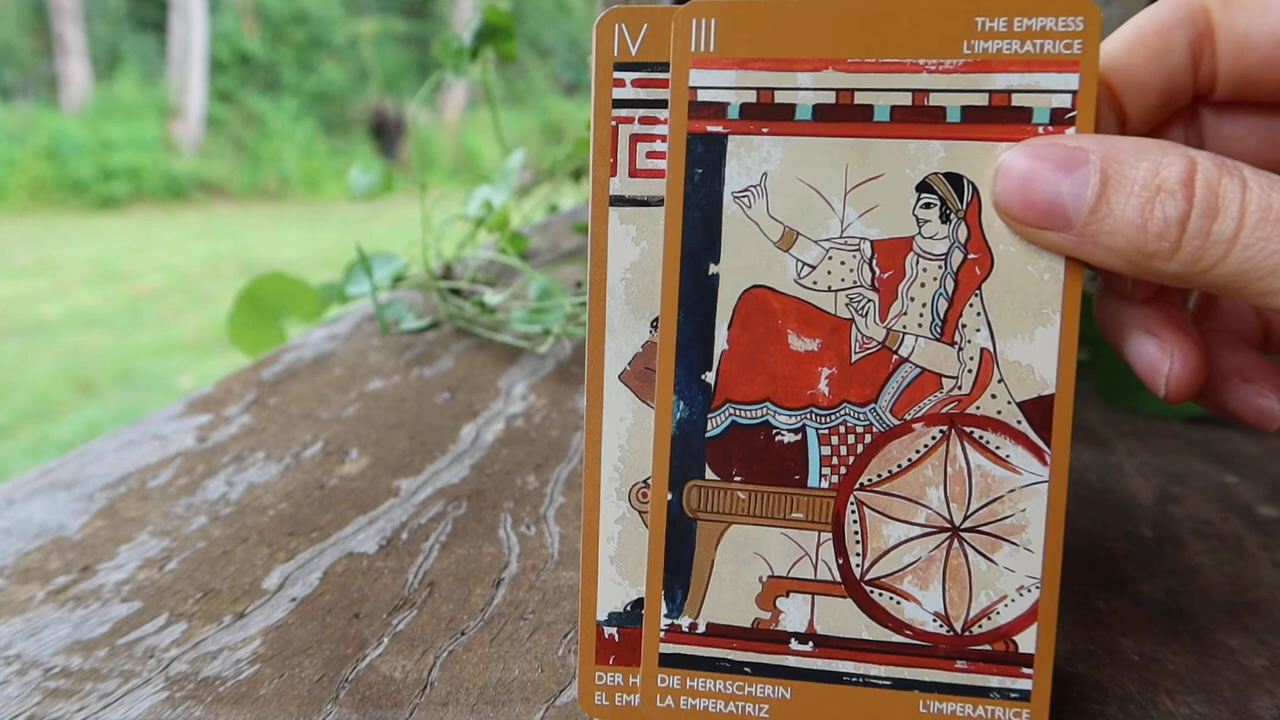 IV
III
THE EMPRESS
L'IMPERATRICE
DER H
EL EMP
DIE HERRSCHERIN
LA EMPERATRIZ
L'IMPERATRICE